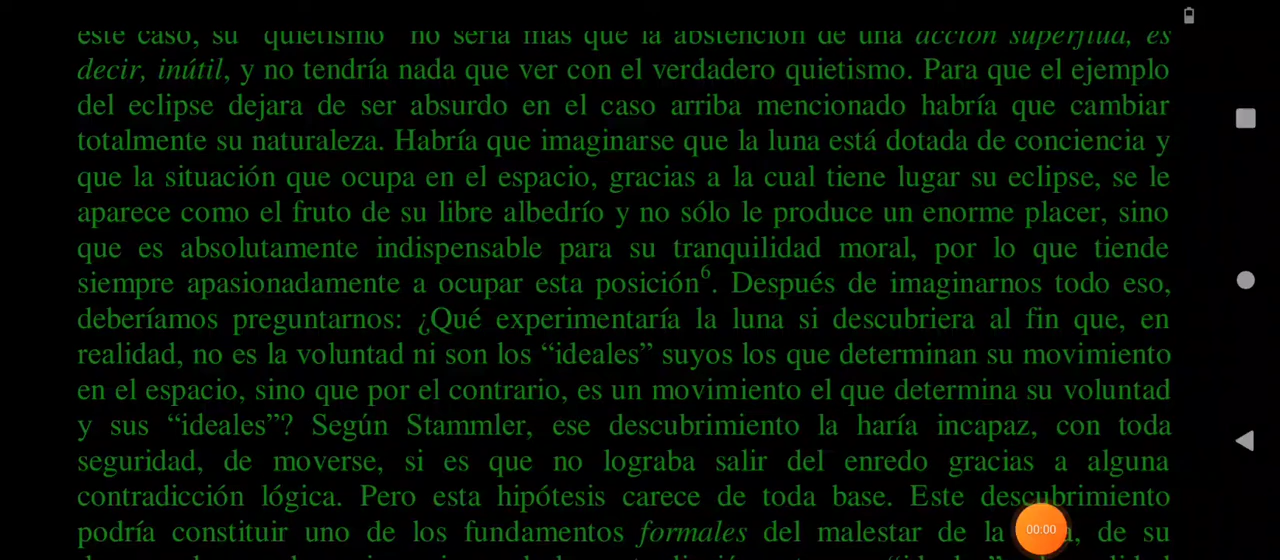 este caso, su "quietismo" no sería más que la abstención de una acción superflua, es
decir, inútil, y no tendría nada que ver con el verdadero quietismo. Para que el ejemplo
del eclipse dejara de ser absurdo en el caso arriba mencionado habría que cambiar
totalmente su naturaleza. Habría que imaginarse que la luna está dotada de conciencia y
que la situación que ocupa en el espacio, gracias a la cual tiene lugar su eclipse, se le
aparece como el fruto de su libre albedrío y no sólo le produce un enorme placer, sino
que es absolutamente indispensable para su tranquilidad moral, por lo que tiende
siempre apasionadamente a ocupar esta posición⁶. Después de imaginarnos todo eso,
deberíamos preguntarnos: ¿Qué experimentaría la luna si descubriera al fin que, en
realidad, no es la voluntad ni son los “ideales” suyos los que determinan su movimiento
en el espacio, sino que por el contrario, es un movimiento el que determina su voluntad
y sus “ideales”? Según Stammler, ese descubrimiento la haría incapaz, con toda
seguridad, de moverse, si es que no lograba salir del enredo gracias a alguna
contradicción lógica. Pero esta hipótesis carece de toda base. Este descubrimiento
podría constituir uno de los fundamentos formales del malestar de la , de su
00:00